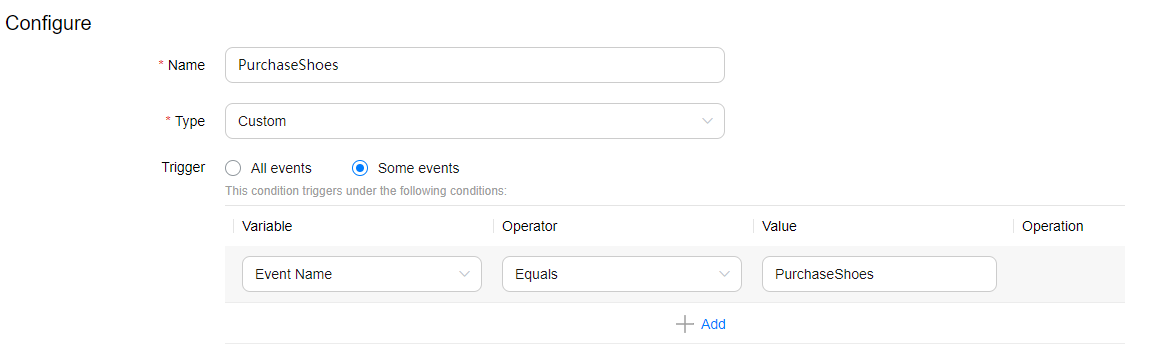 Configure
* Name PurchaseShoes
* Type Custom
Trigger All events Some events
This condition triggers under the following conditions:
Variable Operator Value Operation
Event Name Equals PurchaseShoes
Add